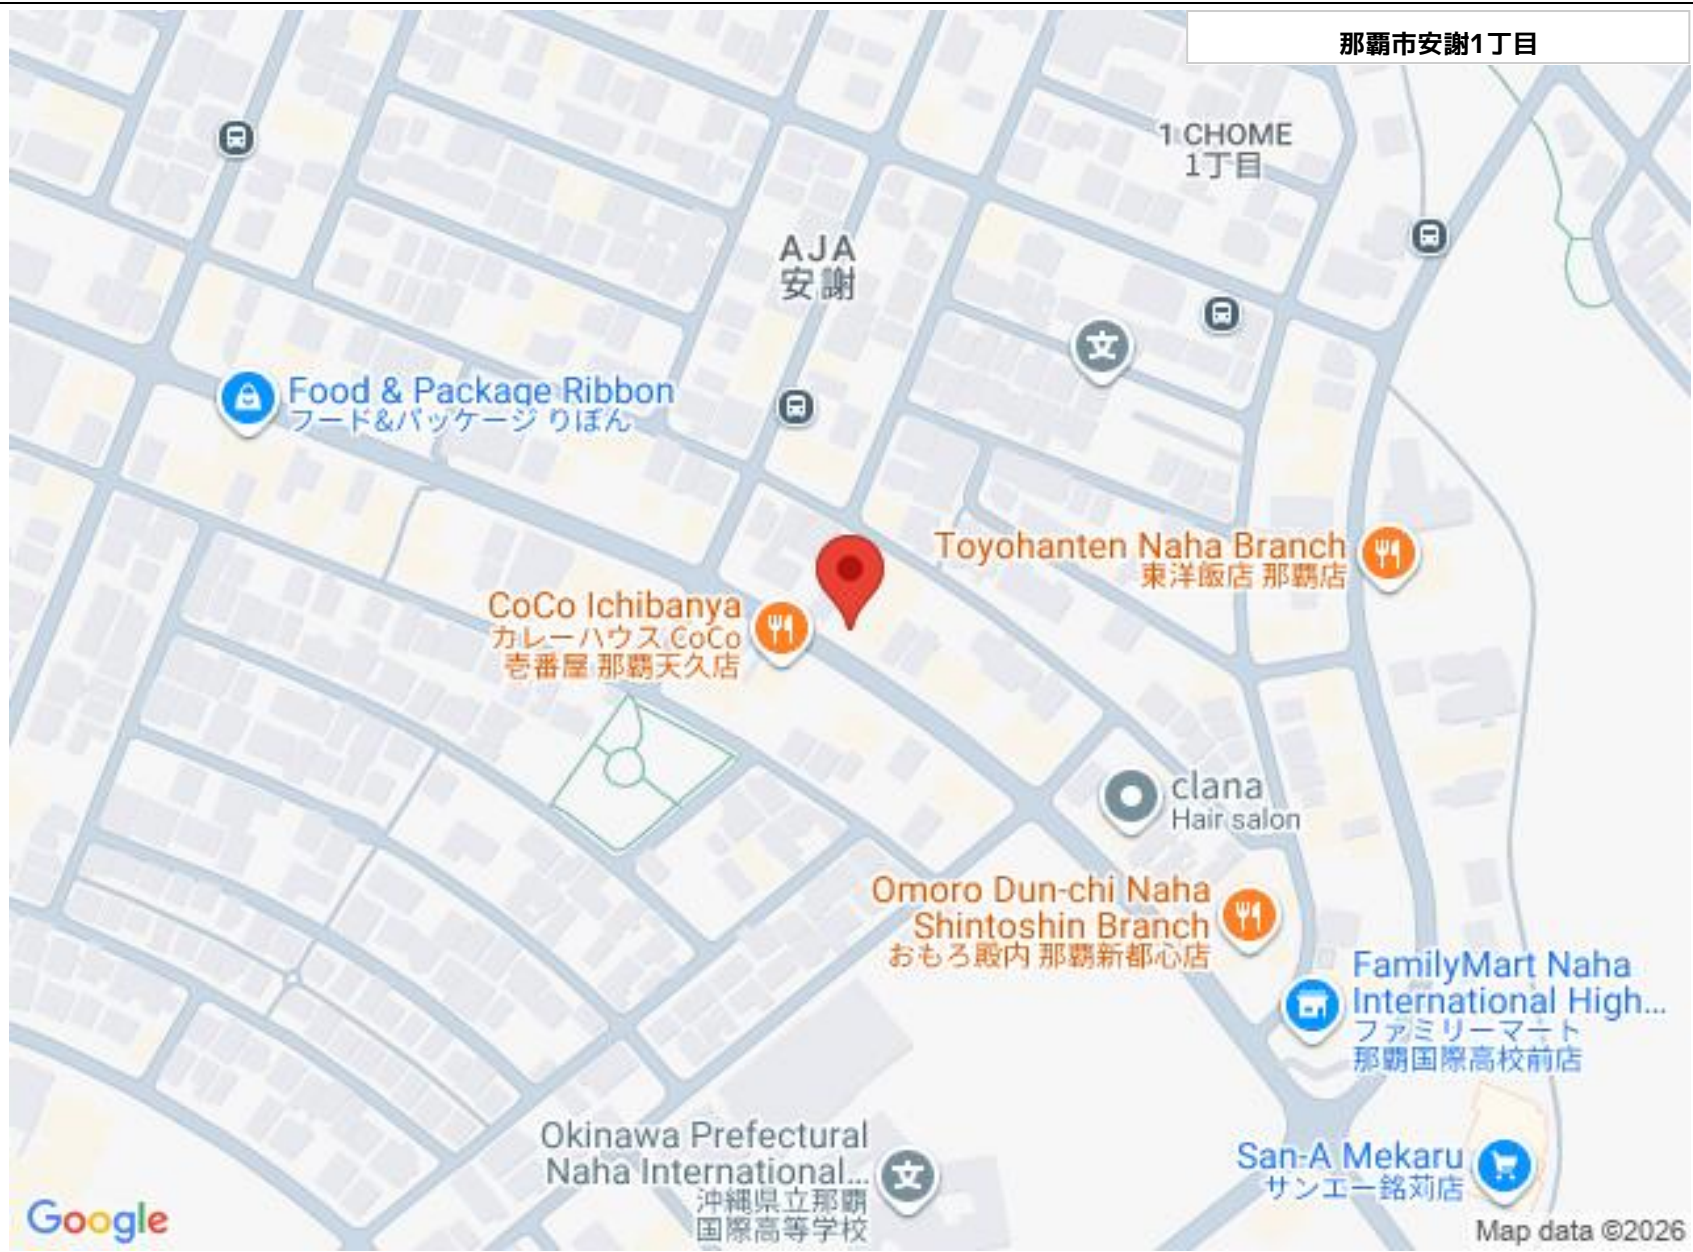 那覇市安謝1丁目
1 CHOME
1丁目
AJA
安謝
Food & Package Ribbon
フード&パッケージ りぼん
Toyohanten Naha Branch
東洋飯店 那覇店
CoCo Ichibanya
カレーハウス CoCo
壱番屋 那覇天久店
clana
Hair salon
Omoro Dun-chi Naha
Shintoshin Branch
おもろ殿内 那覇新都心店
FamilyMart Naha
International High...
ファミリーマート
那覇国際高校前店
Okinawa Prefectural
Naha International...
沖縄県立那覇
国際高等学校
San-A Mekaru
サンエー銘苅店
文
文
Google
Map data ©2026